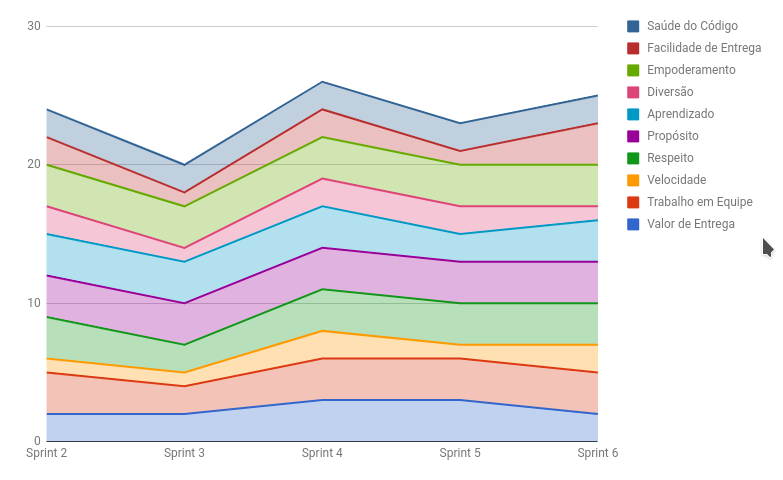 30
20
10
0
Sprint 2 Sprint 3 Sprint 4 Sprint 5 Sprint 6
Saúde do Código
Facilidade de Entrega
Empoderamento
Diversão
Aprendizado
Propósito
Respeito
Velocidade
Trabalho em Equipe
Valor de Entrega